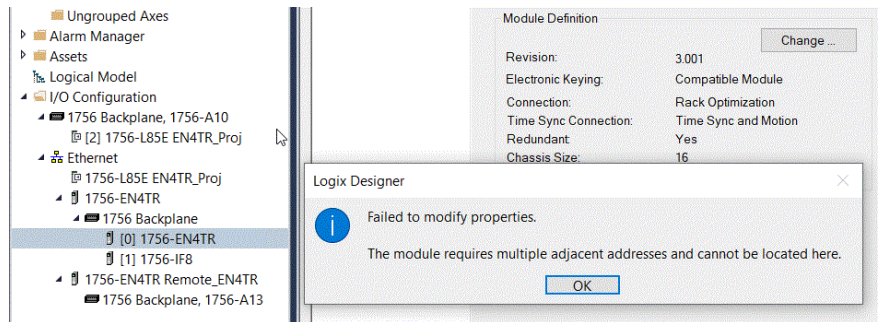 Ungrouped Axes
Alarm Manager
Assets
Logical Model
I/O Configuration
1756 Backplane, 1756-A10
[2] 1756-L85E EN4TR_Proj
Ethernet
1756-L85E EN4TR_Proj
1756-EN4TR
1756 Backplane
[0] 1756-EN4TR
[1] 1756-IF8
1756-EN4TR Remote_EN4TR
1756 Backplane, 1756-A13
Module Definition
Change ...
Revision: 3.001
Electronic Keying: Compatible Module
Connection: Rack Optimization
Time Sync Connection: Time Sync and Motion
Redundant: Yes
Chassis Size: 16
Logix Designer
Failed to modify properties.
The module requires multiple adjacent addresses and cannot be located here.
OK